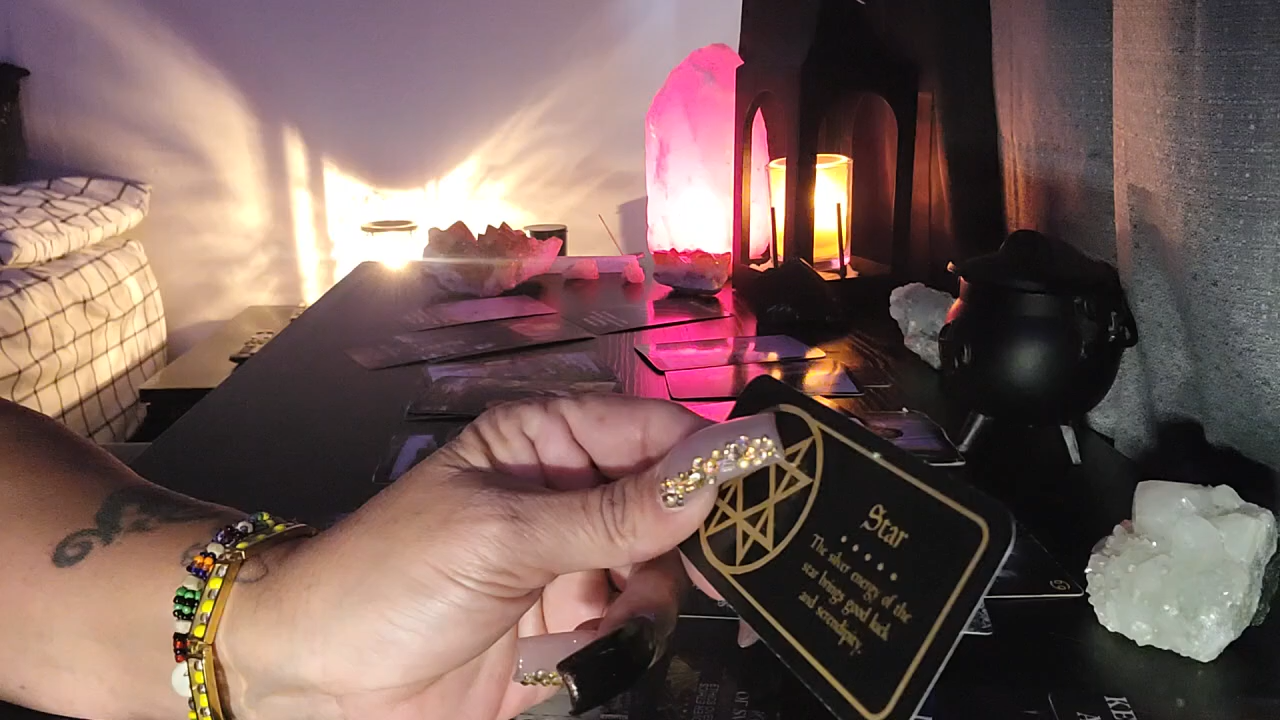 Star
The silver energy of the
star brings good luck
and serendipity.